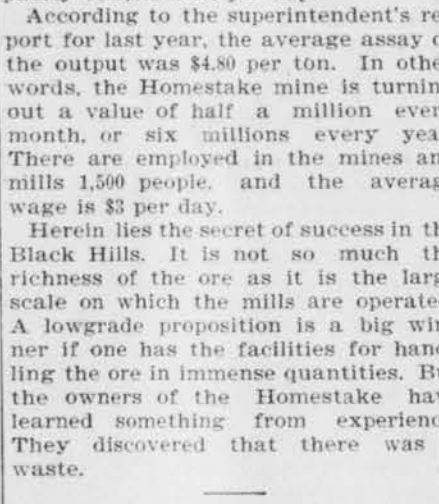 According to the superintendent's re
port for last year, the average assay o
the output was $4.80 per ton. In othe
words, the Homestake mine is turnin
out a value of half a million ever
month, or six millions every yea
There are employed in the mines an
mills 1,500 people, and the averag
wage is $3 per day.
Herein lies the secret of success in th
Black Hills. It is not so much th
richness of the ore as it is the larg
scale on which the mills are operate
A lowgrade proposition is a big win
ner if one has the facilities for hand
ling the ore in immense quantities. Bu
the owners of the Homestake hav
learned something from experienc
They discovered that there was
waste.